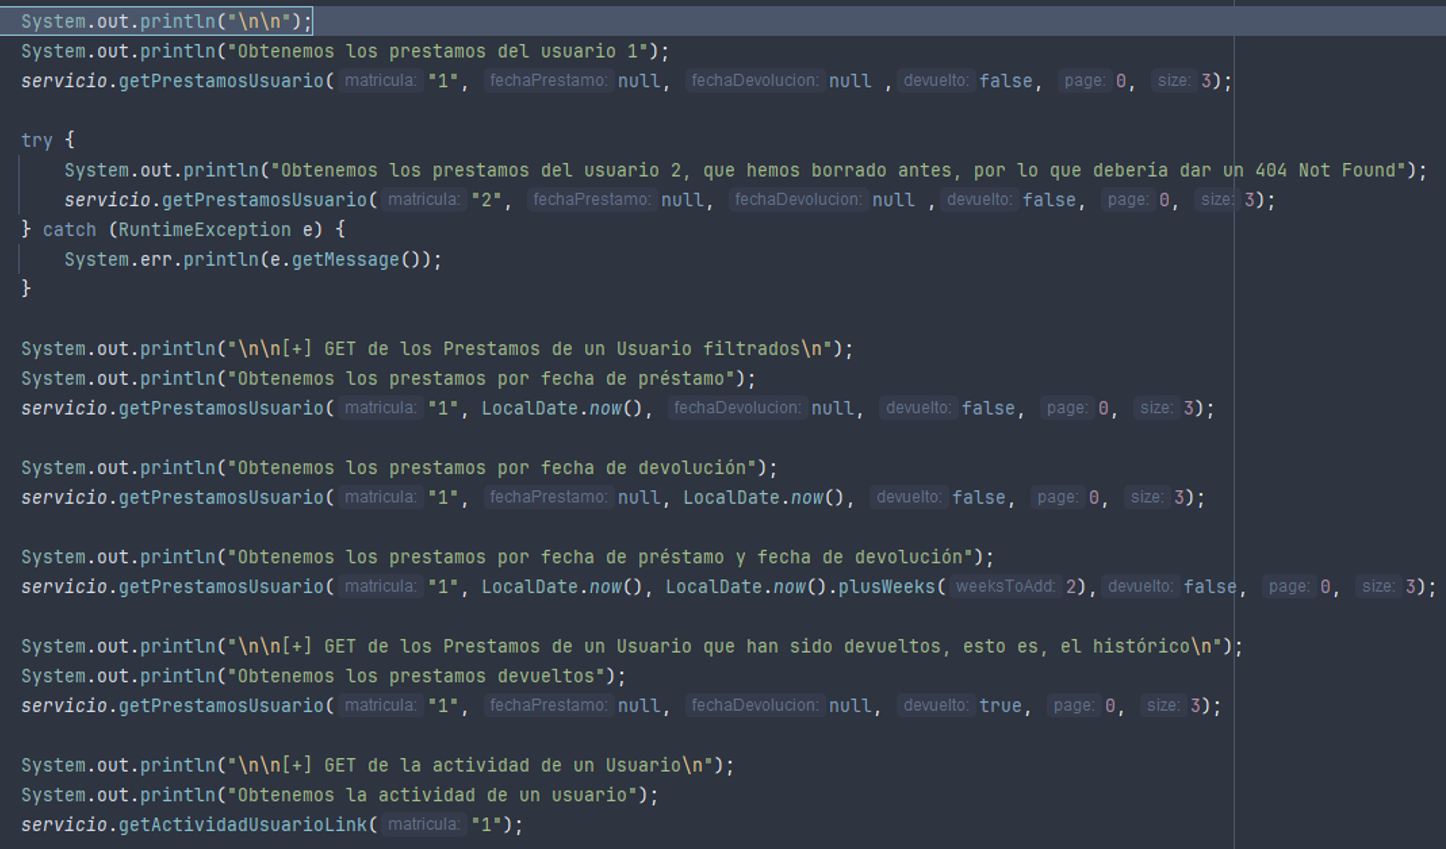 System.out.println("\n\n");
System.out.println("Obtenemos los prestamos del usuario 1");
servicio.getPrestamosUsuario( matricula: "1", fechaPrestamo: null, fechaDevolucion: null , devuelto: false, page: 0, size: 3);
try {
System.out.println("Obtenemos los prestamos del usuario 2, que hemos borrado antes, por lo que debería dar un 404 Not Found");
servicio.getPrestamosUsuario( matricula: "2", fechaPrestamo: null, fechaDevolucion: null , devuelto: false, page: 0, size: 3);
} catch (RuntimeException e) {
System.err.println(e.getMessage());
}
System.out.println("\n\n[+] GET de los Prestamos de un Usuario filtrados\n");
System.out.println("Obtenemos los prestamos por fecha de préstamo");
servicio.getPrestamosUsuario( matricula: "1", LocalDate.now(), fechaDevolucion: null, devuelto: false, page: 0, size: 3);
System.out.println("Obtenemos los prestamos por fecha de devolución");
servicio.getPrestamosUsuario( matricula: "1", fechaPrestamo: null, LocalDate.now(), devuelto: false, page: 0, size: 3);
System.out.println("Obtenemos los prestamos por fecha de préstamo y fecha de devolución");
servicio.getPrestamosUsuario( matricula: "1", LocalDate.now(), LocalDate.now().plusWeeks( weeksToAdd: 2), devuelto: false, page: 0, size: 3);
System.out.println("\n\n[+] GET de los Prestamos de un Usuario que han sido devueltos, esto es, el histórico\n");
System.out.println("Obtenemos los prestamos devueltos");
servicio.getPrestamosUsuario( matricula: "1", fechaPrestamo: null, fechaDevolucion: null, devuelto: true, page: 0, size: 3);
System.out.println("\n\n[+] GET de la actividad de un Usuario\n");
System.out.println("Obtenemos la actividad de un usuario");
servicio.getActividadUsuarioLink( matricula: "1");